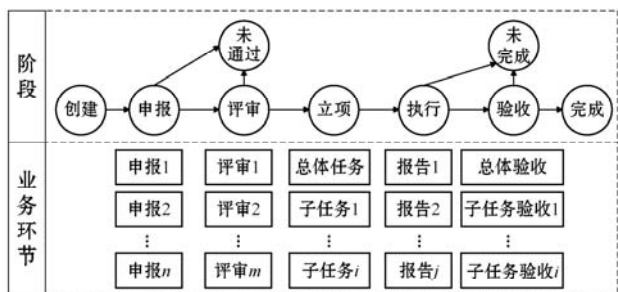 阶段
未通过
未完成
创建
申报
评审
立项
执行
验收
完成
业务环节
申报1
评审1
总体任务
报告1
总体验收
申报2
评审2
子任务1
报告2
子任务验收1
⋮
⋮
⋮
⋮
⋮
申报n
评审m
子任务i
报告j
子任务验收i